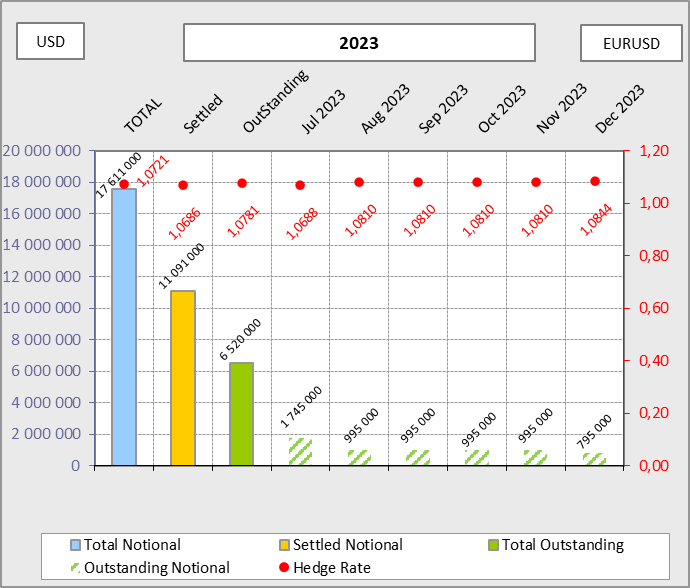 USD
2023
EURUSD
TOTAL
Settled
OutStanding
Jul 2023
Aug 2023
Sep 2023
Oct 2023
Nov 2023
Dec 2023
20 000 000
18 000 000
16 000 000
14 000 000
12 000 000
10 000 000
8 000 000
6 000 000
4 000 000
2 000 000
0
17 611 000
11 091 000
6 520 000
1 745 000
995 000
995 000
995 000
995 000
795 000
1,0721
1,0686
1,0781
1,0688
1,0810
1,0810
1,0810
1,0810
1,0844
1,20
1,00
0,80
0,60
0,40
0,20
0,00
Total Notional
Settled Notional
Total Outstanding
Outstanding Notional
Hedge Rate